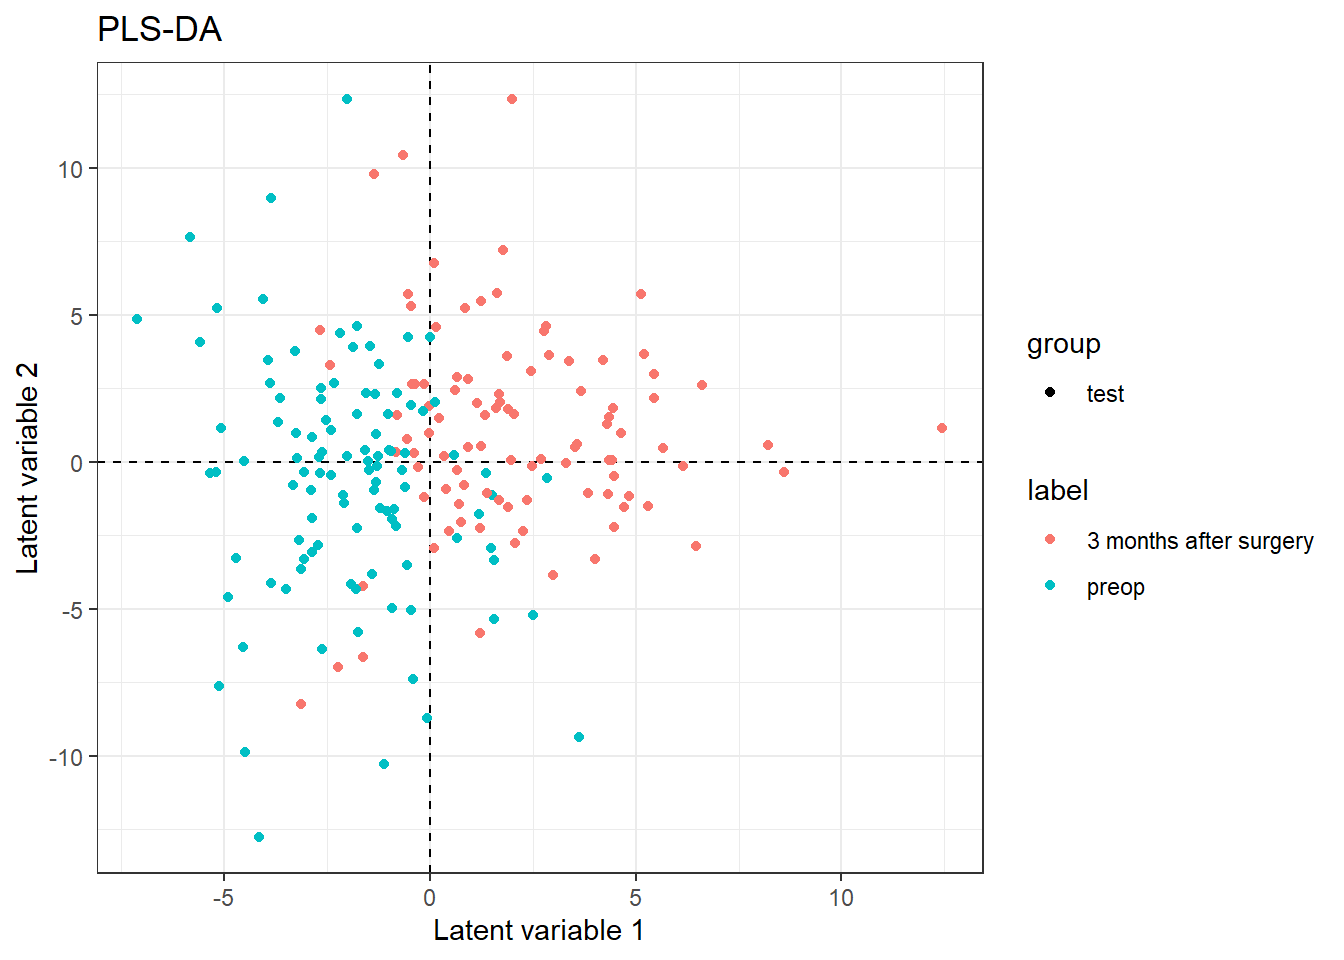 PLS-DA
Latent variable 2
10
5
0
-5
-10
-5
0
5
10
Latent variable 1
group
test
label
3 months after surgery
preop